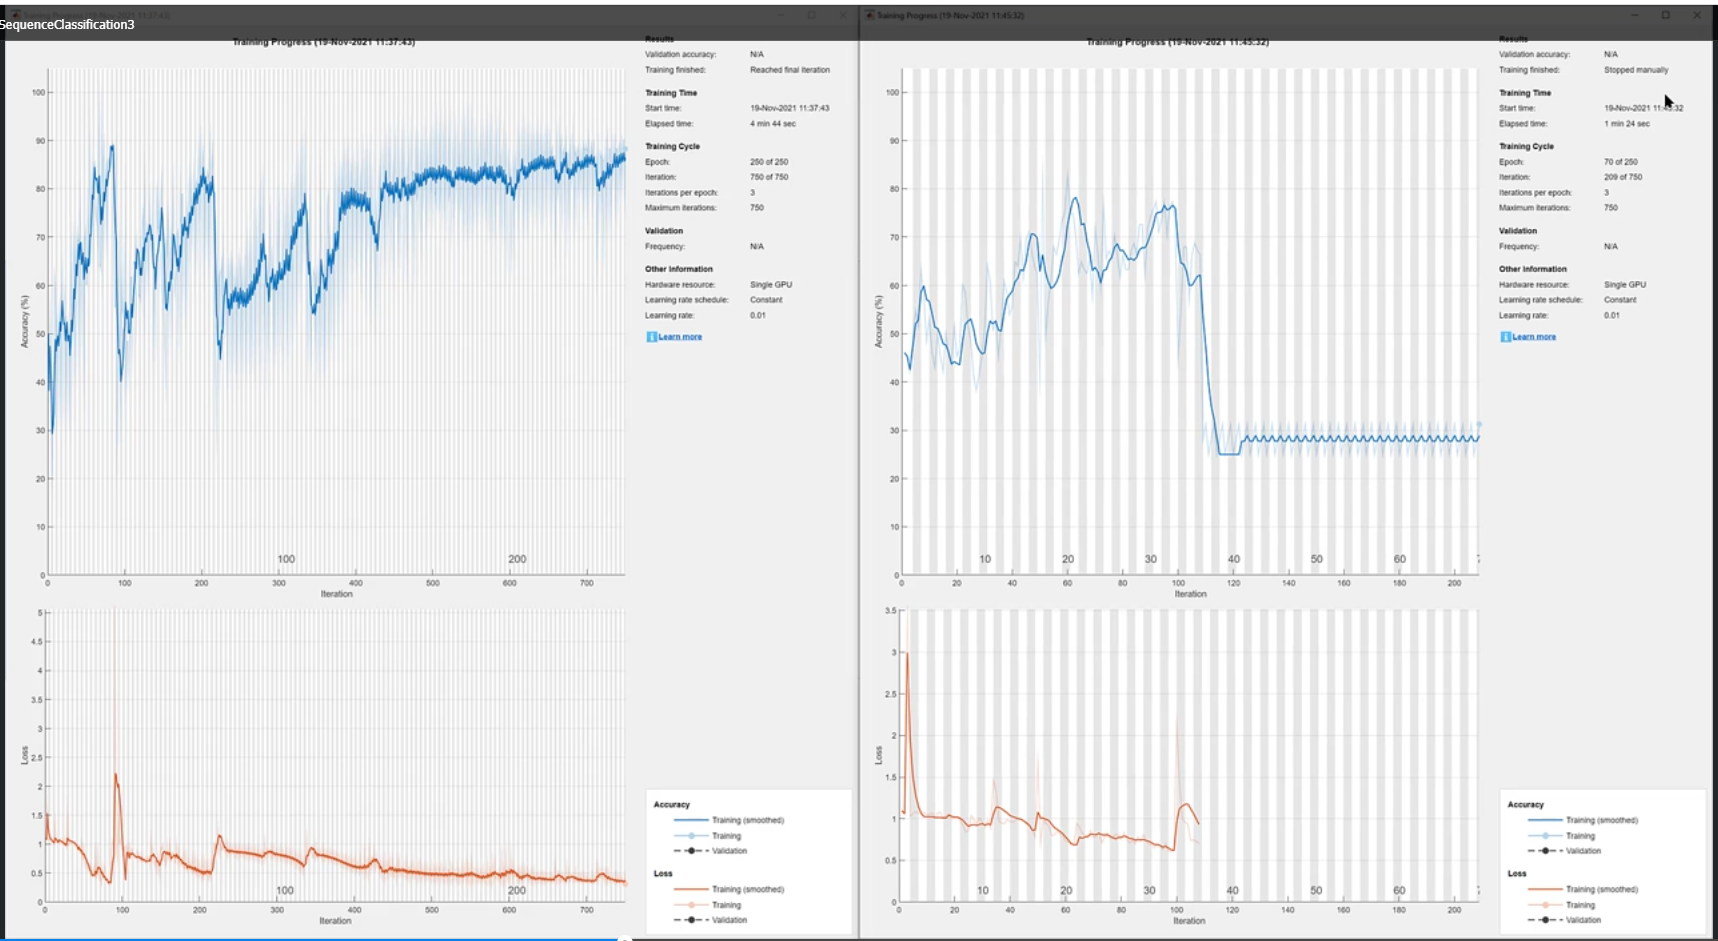 SequenceClassification3
Training Progress (19-Nov-2021 11:37:43)
Training Progress (19-Nov-2021 11:37:43)
Results
Validation accuracy: N/A
Training finished: Reached final iteration
Training Time
Start time: 19-Nov-2021 11:37:43
Elapsed time: 4 min 44 sec
Training Cycle
Epoch: 250 of 250
Iteration: 750 of 750
Iterations per epoch: 3
Maximum iterations: 750
Validation
Frequency: N/A
Other Information
Hardware resource: Single GPU
Learning rate schedule: Constant
Learning rate: 0.01
Learn more
100
90
80
70
60
50
40
30
20
10
0
Accuracy (%)
100 200
0 100 200 300 400 500 600 700
Iteration
5
4.5
4
3.5
3
2.5
2
1.5
1
0.5
0
Loss
100 200
0 100 200 300 400 500 600 700
Iteration
Accuracy
Training (smoothed)
Training
Validation
Loss
Training (smoothed)
Training
Validation
Training Progress (19-Nov-2021 11:45:32)
Training Progress (19-Nov-2021 11:45:32)
Results
Validation accuracy: N/A
Training finished: Stopped manually
Training Time
Start time: 19-Nov-2021 11:45:32
Elapsed time: 1 min 24 sec
Training Cycle
Epoch: 70 of 250
Iteration: 209 of 750
Iterations per epoch: 3
Maximum iterations: 750
Validation
Frequency: N/A
Other Information
Hardware resource: Single GPU
Learning rate schedule: Constant
Learning rate: 0.01
Learn more
100
90
80
70
60
50
40
30
20
10
0
Accuracy (%)
10 20 30 40 50 60
0 20 40 60 80 100 120 140 160 180 200
Iteration
3.5
3
2.5
2
1.5
1
0.5
0
Loss
10 20 30 40 50 60
0 20 40 60 80 100 120 140 160 180 200
Iteration
Accuracy
Training (smoothed)
Training
Validation
Loss
Training (smoothed)
Training
Validation